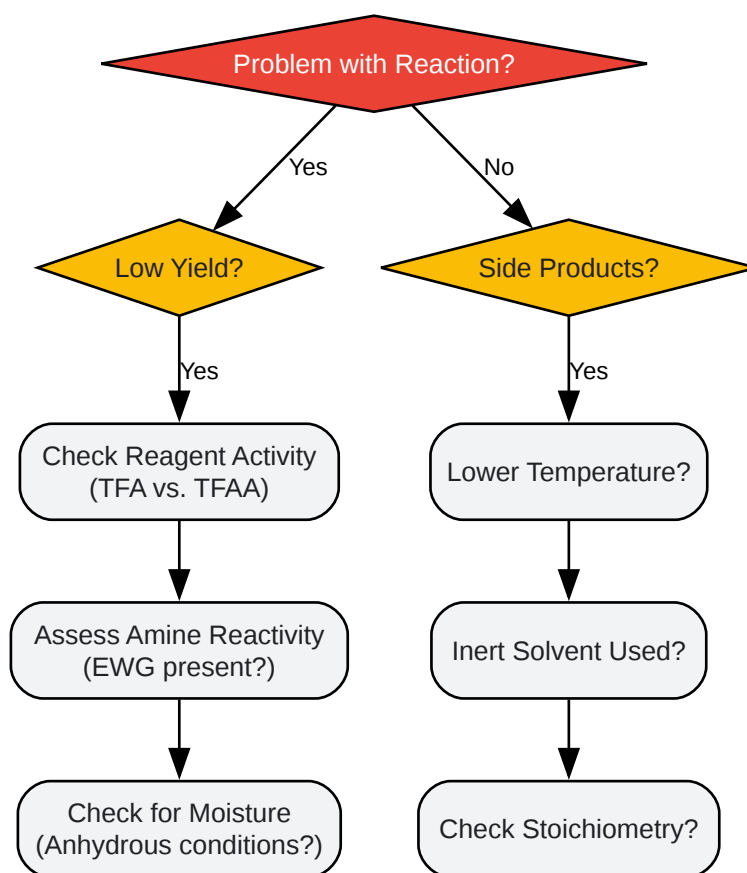 Problem with Reaction?
Yes
No
Low Yield?
Side Products?
Yes
Yes
Check Reagent Activity
(TFA vs. TFAA)
Lower Temperature?
Assess Amine Reactivity
(EWG present?)
Inert Solvent Used?
Check for Moisture
(Anhydrous conditions?)
Check Stoichiometry?